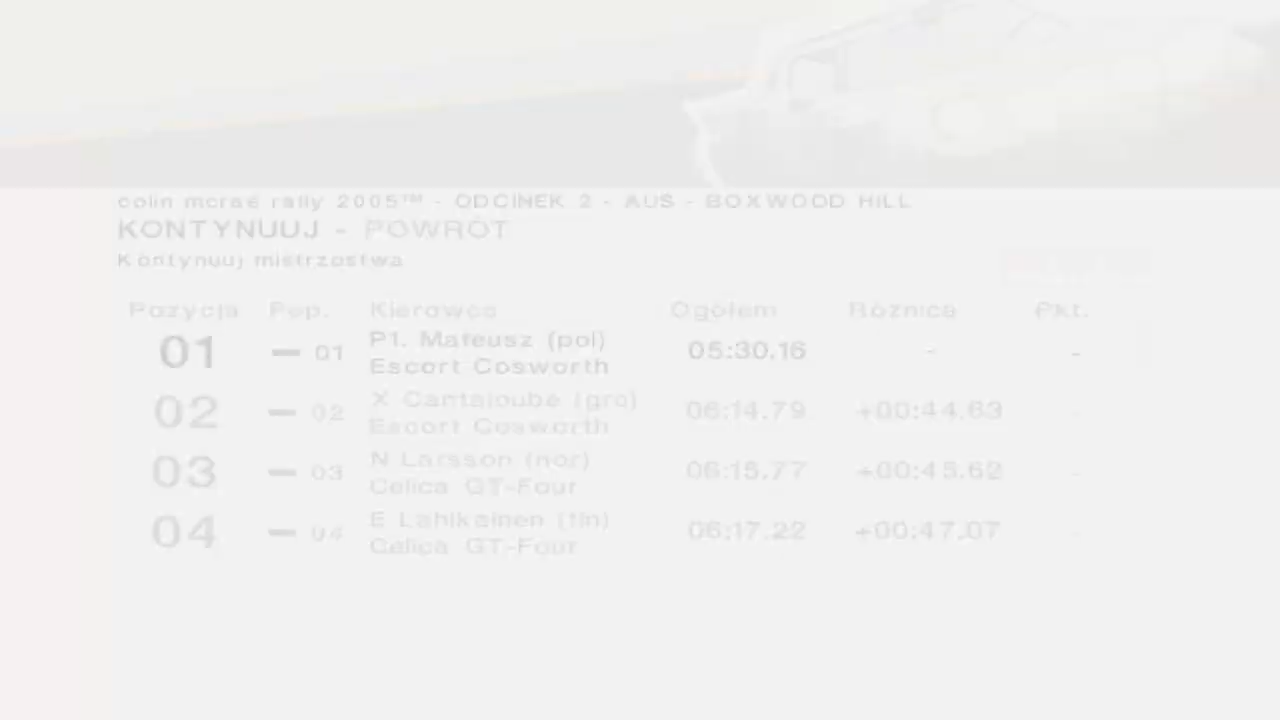 colin mcrae rally 2005™ - ODCINEK 2 - AUS - BOXWOOD HILL
KONTYNUUJ - POWRÓT
Kontynuuj mistrzostwa
Pozycja Pop. Kierowca Ogółem Różnica Pkt.
01 - 01 P1. Mateusz (pol) 05:30.16 - -
Escort Cosworth
02 - 02 X Cantaloube (gre) 06:14.79 +00:44.63 -
Escort Cosworth
03 - 03 N Larsson (nor) 06:15.77 +00:45.62 -
Celica GT-Four
04 - 04 E Lahikainen (fin) 06:17.22 +00:47.07 -
Celica GT-Four